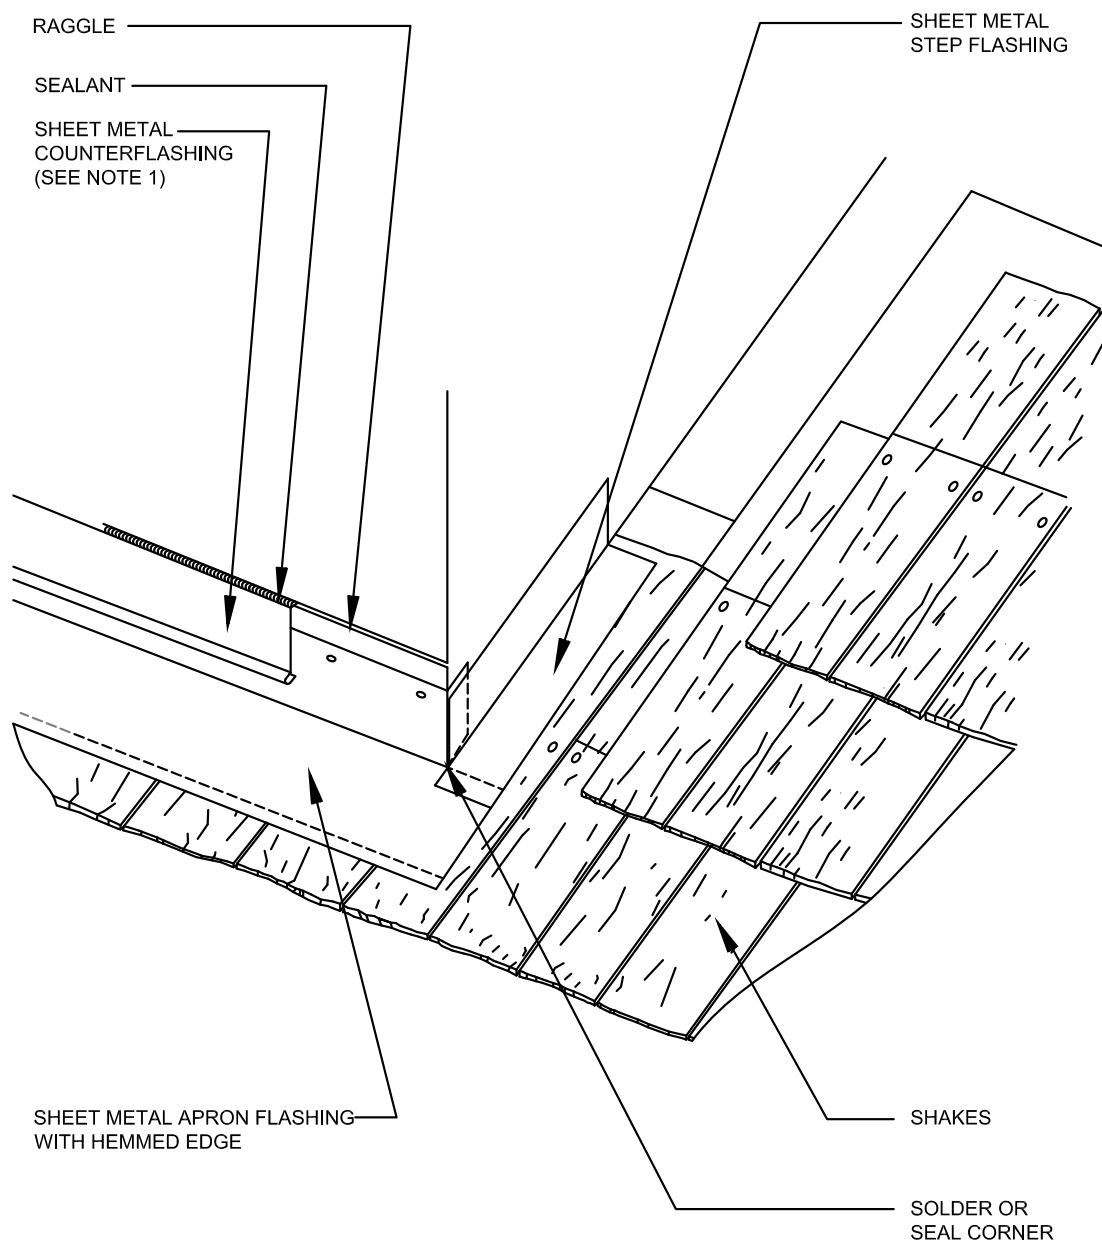 RAGGLE
SEALANT
SHEET METAL
COUNTERFLASHING
(SEE NOTE 1)
SHEET METAL
STEP FLASHING
SHEET METAL APRON FLASHING
WITH HEMMED EDGE
SHAKES
SOLDER OR
SEAL CORNER